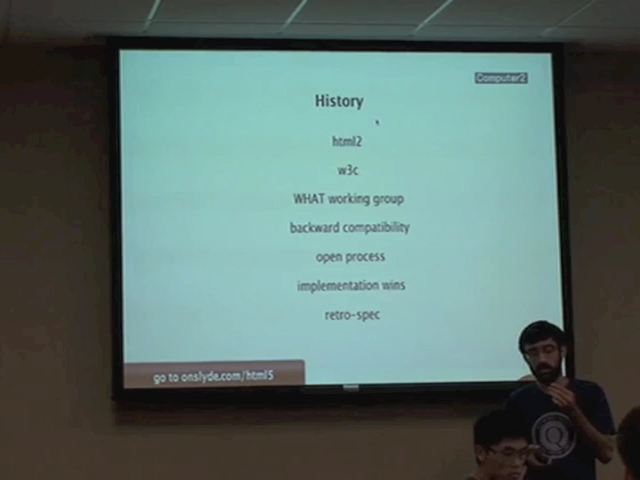 Computer2
History
html2
w3c
WHAT working group
backward compatibility
open process
implementation wins
retro-spec
go to onslyde.com/html5